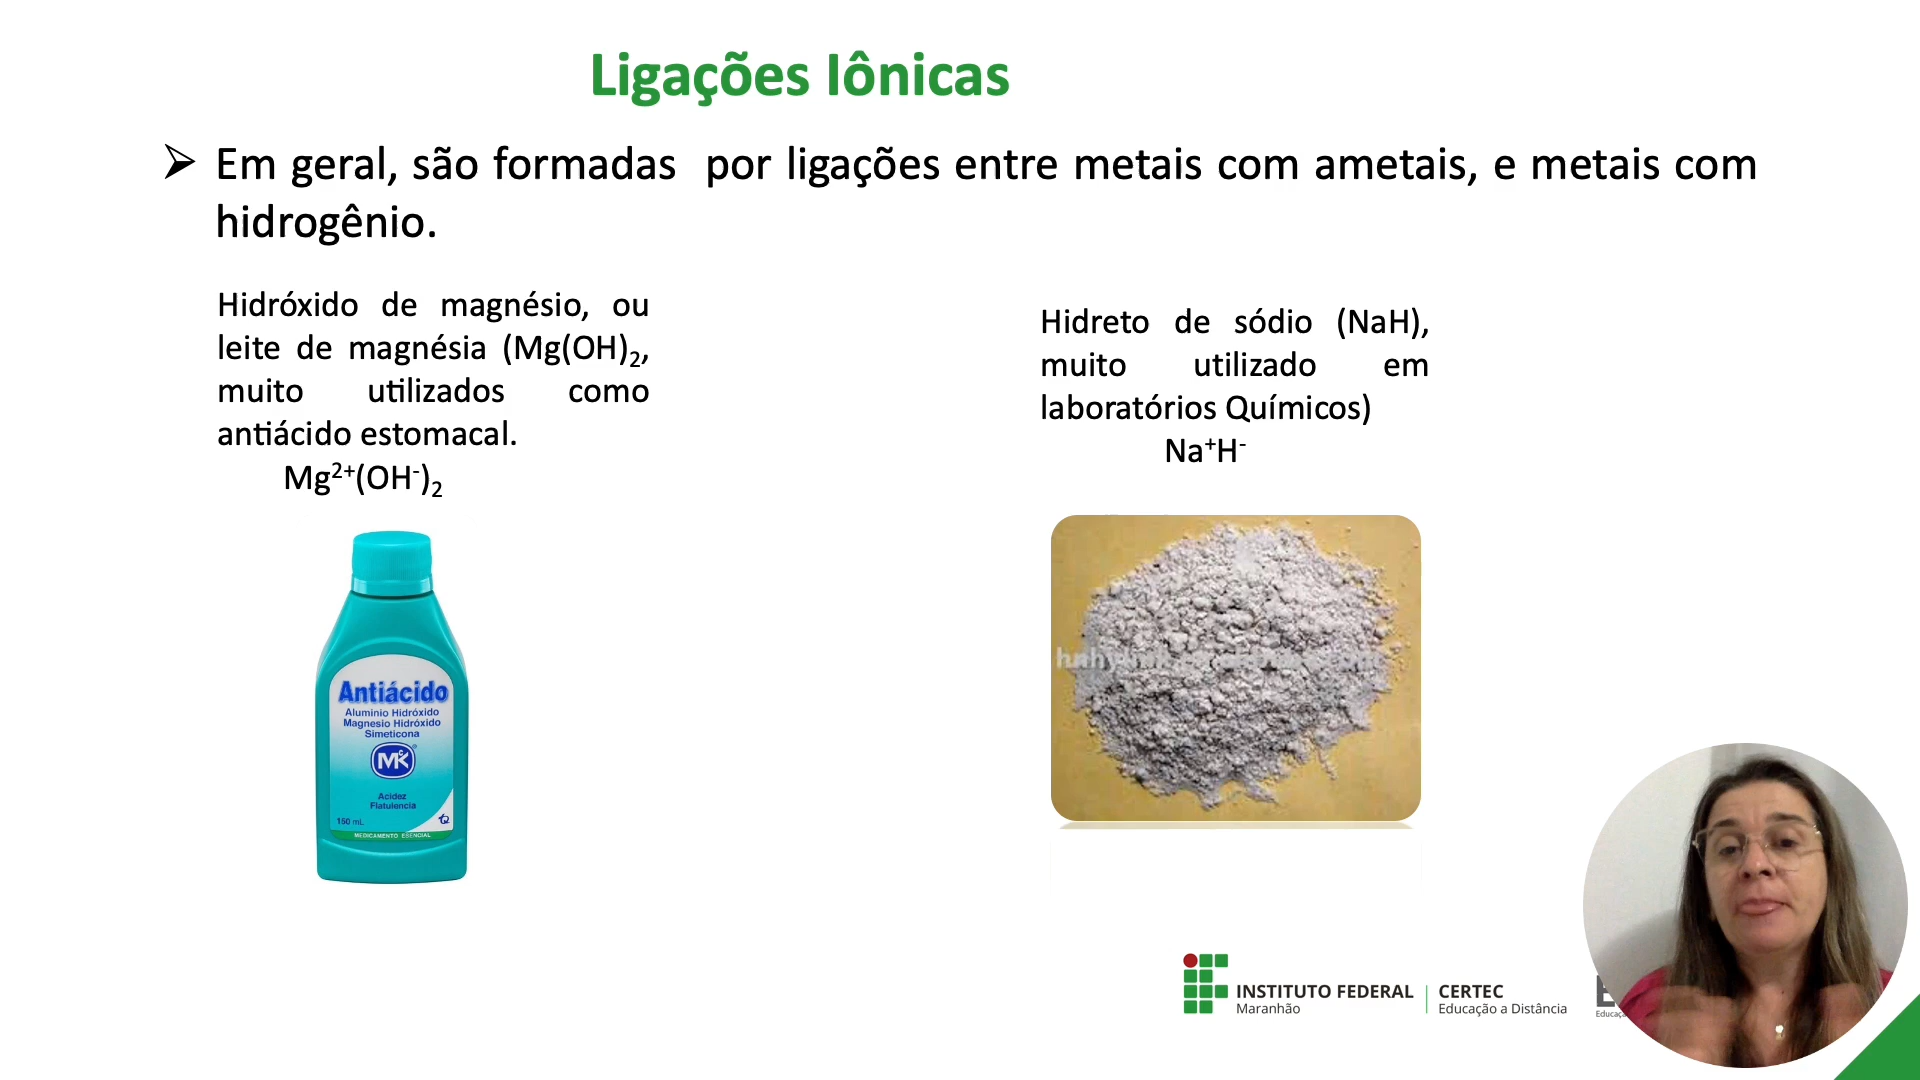 Ligações Iônicas
➢ Em geral, são formadas por ligações entre metais com ametais, e metais com
hidrogênio.
Hidróxido de magnésio, ou
leite de magnésia (Mg(OH)₂,
muito utilizados como
antiácido estomacal.
Mg²⁺(OH⁻)₂
Hidreto de sódio (NaH),
muito utilizado em
laboratórios Químicos)
Na⁺H⁻
Antiácido
Aluminio Hidróxido
Magnesio Hidróxido
Simeticona
MK
Acidez
Flatulencia
150 mL
TQ
MEDICAMENTO ESENCIAL
INSTITUTO FEDERAL
Maranhão
CERTEC
Educação a Distância